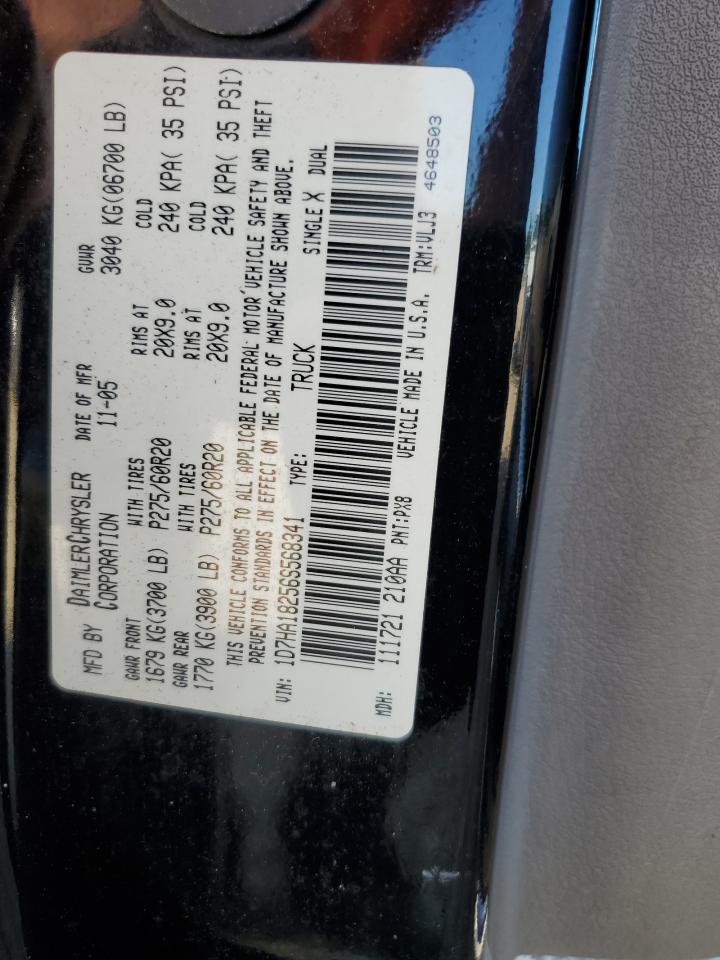 MFD BY DAIMLERCHRYSLER CORPORATION
DATE OF MFR 11-05
GVWR 3040 KG(06700 LB)
GAWR FRONT WITH TIRES RIMS AT COLD
1679 KG(3700 LB) P275/60R20 20X9.0 240 KPA( 35 PSI)
GAWR REAR WITH TIRES RIMS AT COLD
1770 KG(3900 LB) P275/60R20 20X9.0 240 KPA( 35 PSI)
THIS VEHICLE CONFORMS TO ALL APPLICABLE FEDERAL MOTOR VEHICLE SAFETY AND THEFT
PREVENTION STANDARDS IN EFFECT ON THE DATE OF MANUFACTURE SHOWN ABOVE.
VIN: 1D7HA18256S568341 TYPE: TRUCK SINGLE X DUAL
MDH: 111721 210AA PNT:PX8 VEHICLE MADE IN U.S.A. TRM:VLJ3 4648503